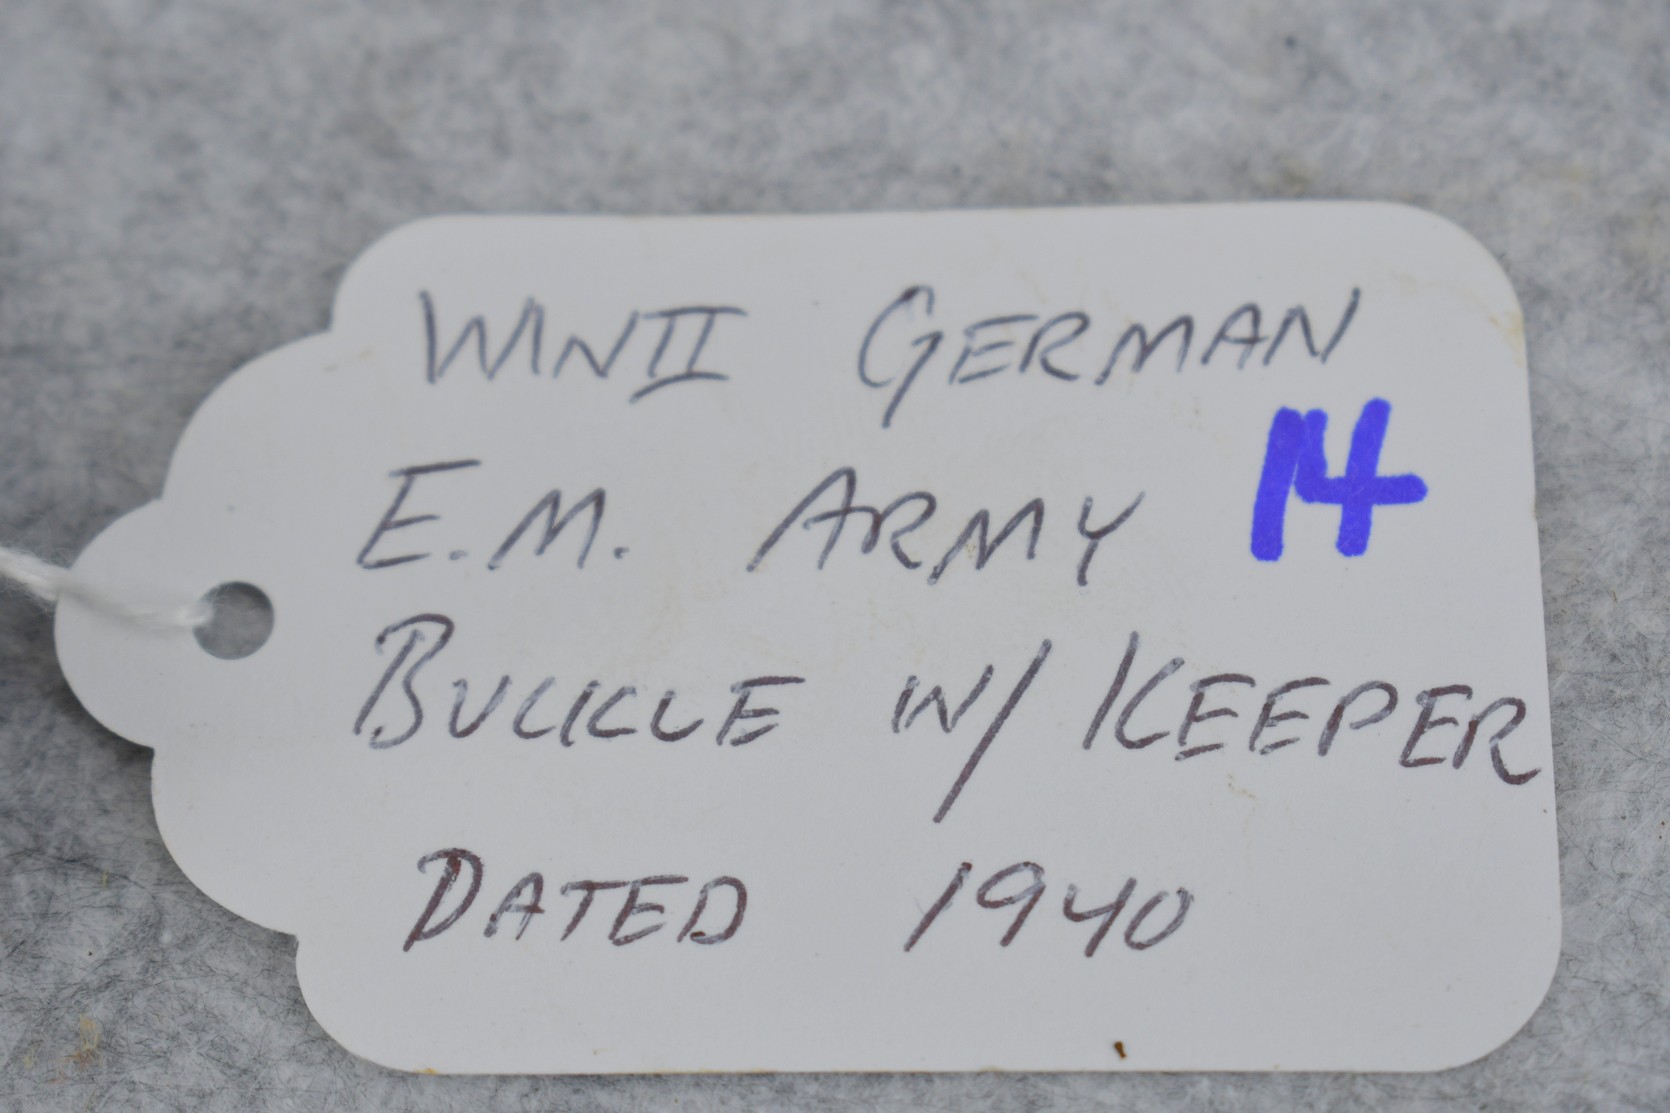 WWII GERMAN
E.M. ARMY 14
BUCKLE W/ KEEPER
DATED 1940